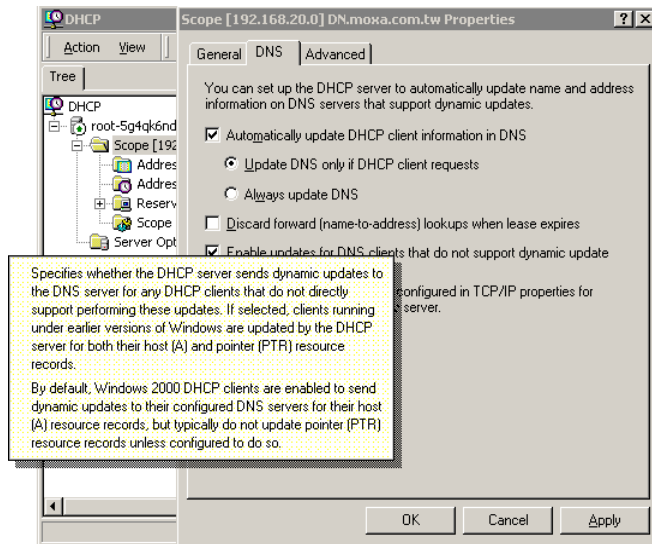 DHCP
Action View
Tree
DHCP
root-5g4qk6nd
Scope [192
Addres
Addres
Reserv
Scope
Server Opt
Scope [192.168.20.0] DN.moxa.com.tw Properties
General DNS Advanced
You can set up the DHCP server to automatically update name and address
information on DNS servers that support dynamic updates.
Automatically update DHCP client information in DNS
Update DNS only if DHCP client requests
Always update DNS
Discard forward (name-to-address) lookups when lease expires
Enable updates for DNS clients that do not support dynamic update
configured in TCP/IP properties for
server.
Specifies whether the DHCP server sends dynamic updates to
the DNS server for any DHCP clients that do not directly
support performing these updates. If selected, clients running
under earlier versions of Windows are updated by the DHCP
server for both their host (A) and pointer (PTR) resource
records.
By default, Windows 2000 DHCP clients are enabled to send
dynamic updates to their configured DNS servers for their host
(A) resource records, but typically do not update pointer (PTR)
resource records unless configured to do so.
OK Cancel Apply